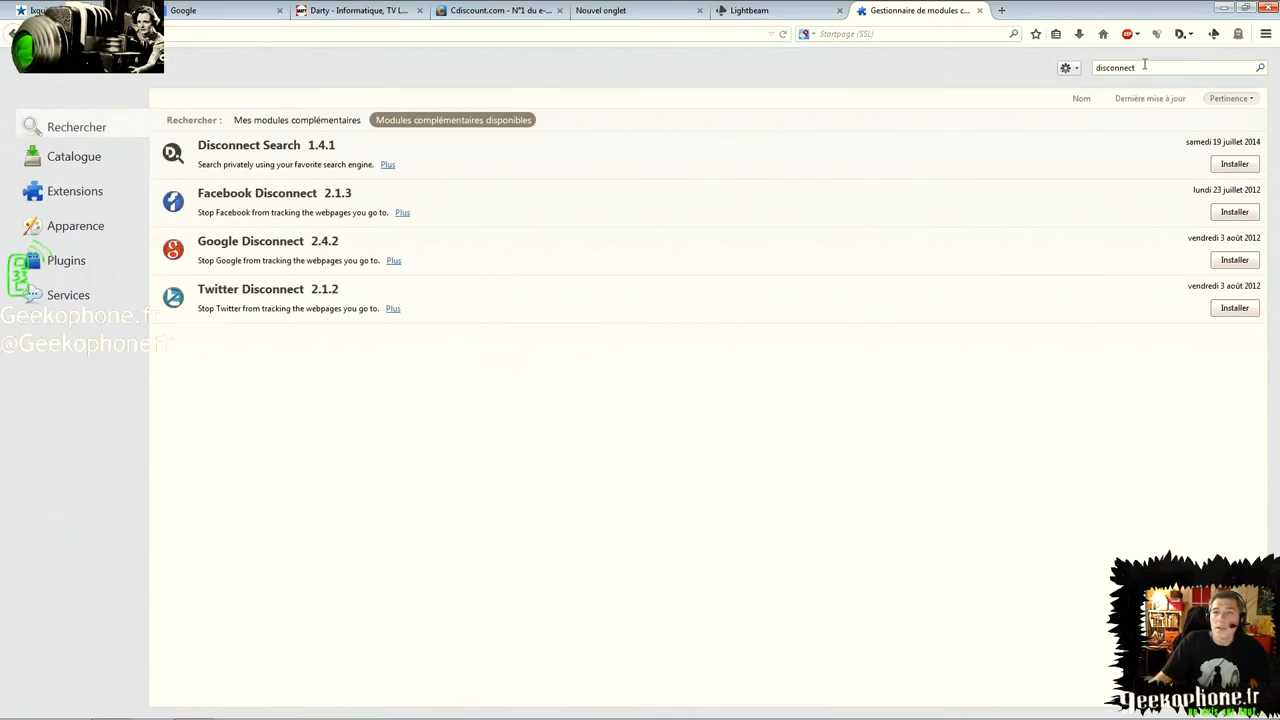 Ixqui
Google
Darty - Informatique, TV L...
Cdiscount.com - N°1 du e-...
Nouvel onglet
Lightbeam
Gestionnaire de modules c...
Startpage (SSL)
ABP
D.
disconnect
Nom
Dernière mise à jour
Pertinence
Rechercher
Catalogue
Extensions
Apparence
Plugins
Services
Rechercher :
Mes modules complémentaires
Modules complémentaires disponibles
Disconnect Search 1.4.1
samedi 19 juillet 2014
Search privately using your favorite search engine. Plus
Installer
Facebook Disconnect 2.1.3
lundi 23 juillet 2012
Stop Facebook from tracking the webpages you go to. Plus
Installer
Google Disconnect 2.4.2
vendredi 3 août 2012
Stop Google from tracking the webpages you go to. Plus
Installer
Twitter Disconnect 2.1.2
vendredi 3 août 2012
Stop Twitter from tracking the webpages you go to. Plus
Installer
33
Geekophone.fr
@Geekophone.fr
Geekophone.fr